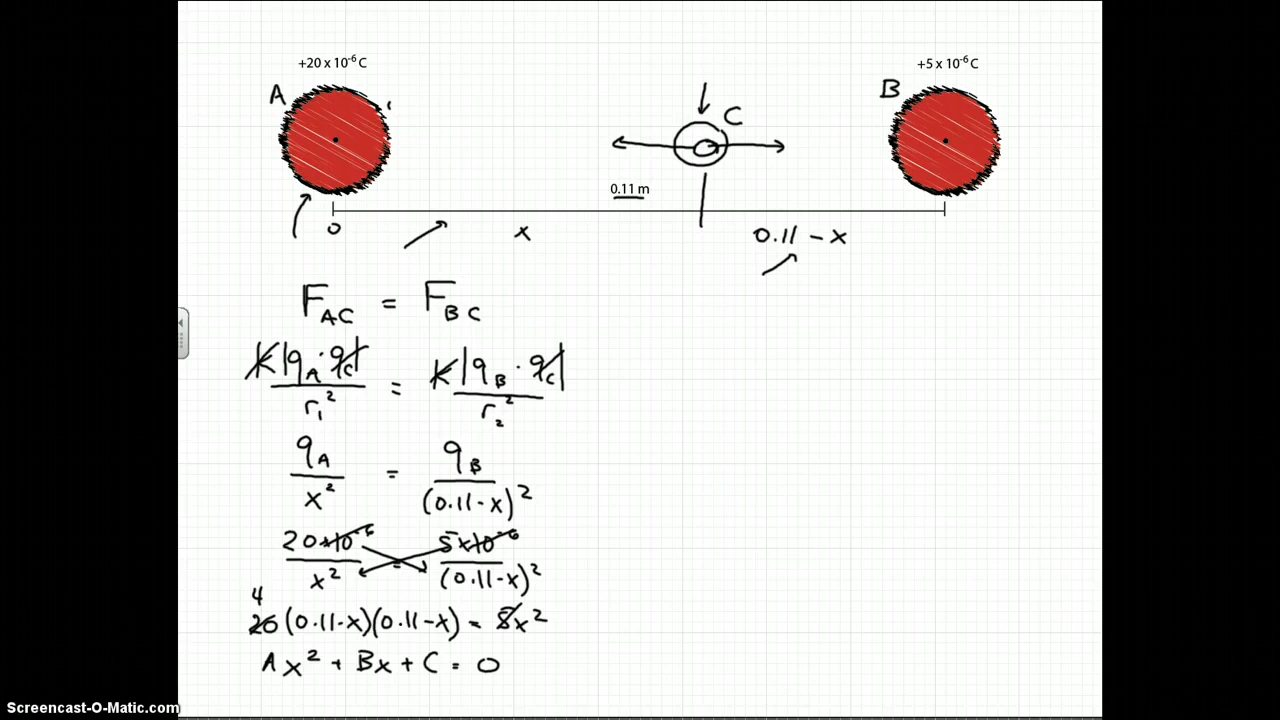 +20 x 10⁻⁶ C
+5 x 10⁻⁶ C
A
B
C
0.11 m
0
x
0.11 - x
F_AC = F_BC
K|q_A · q_C| / r₁² = K|q_B · q_C| / r₂²
q_A / x² = q_B / (0.11 - x)²
20x10⁻⁶ / x² = 5x10⁻⁶ / (0.11 - x)²
4
20 (0.11 - x)(0.11 - x) = 5x²
Ax² + Bx + C = 0
Screencast-O-Matic.com